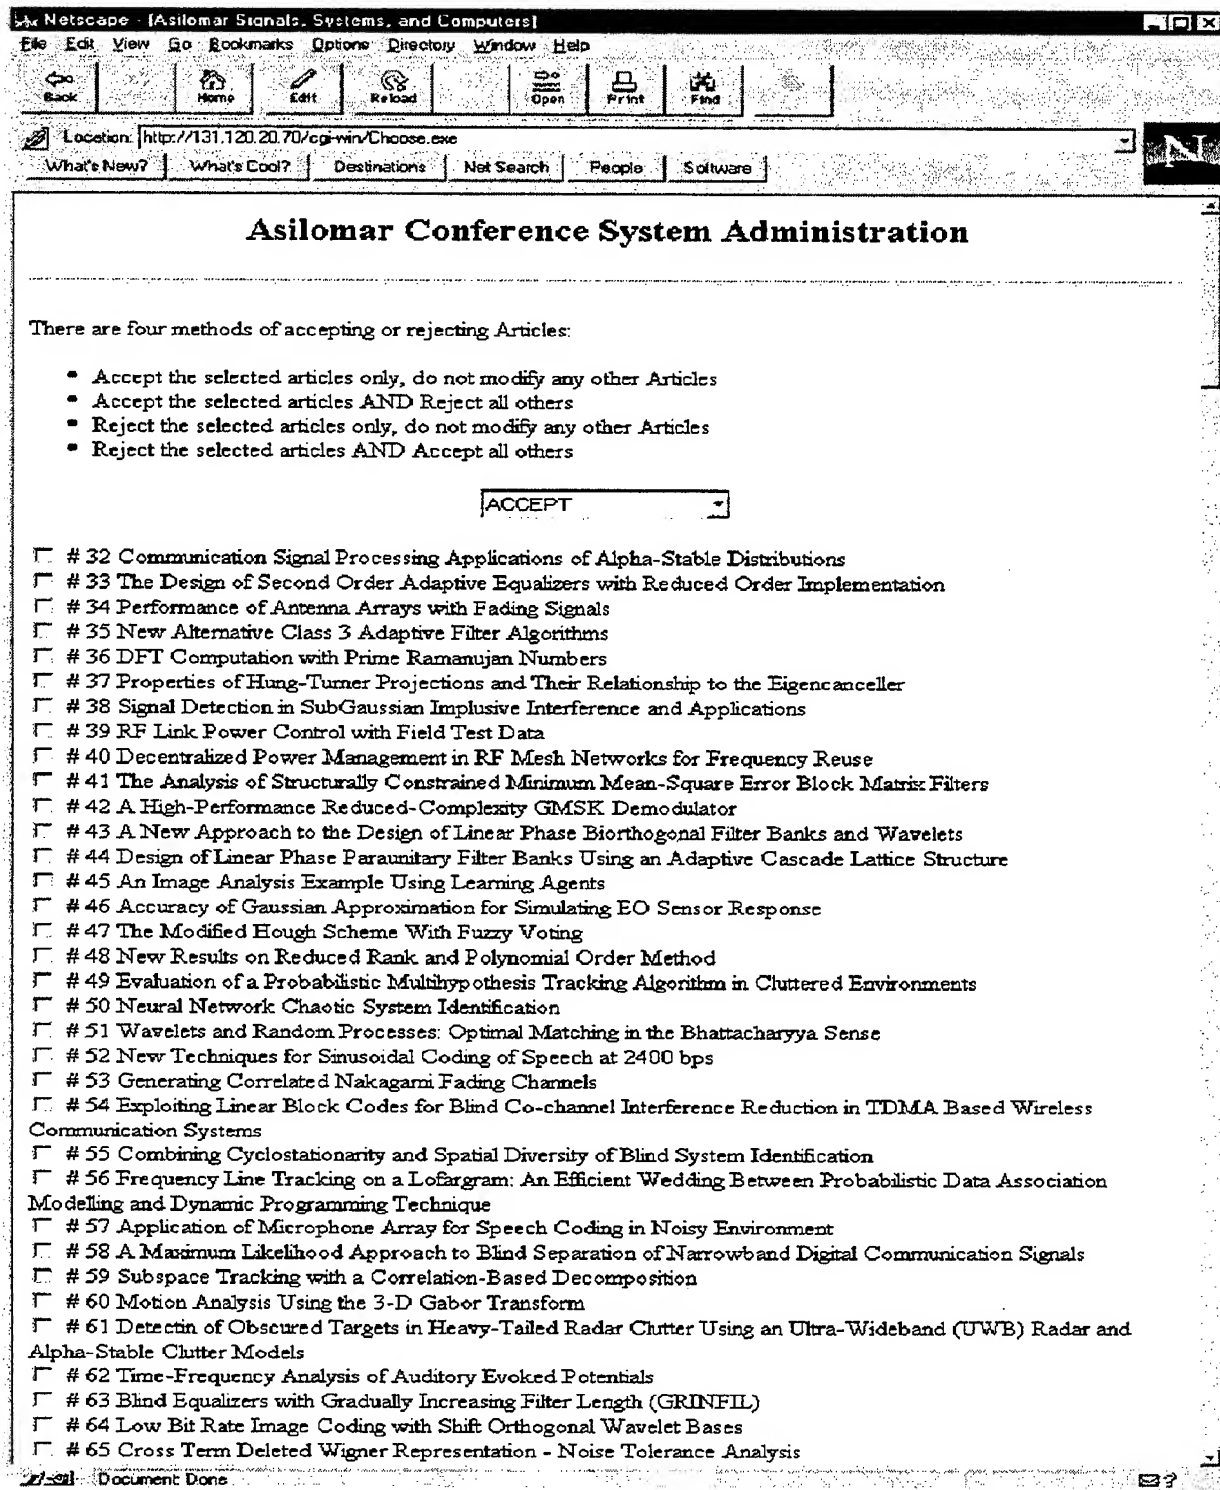 Netscape - [Asilomar Signals, Systems, and Computers]
File Edit View Go Bookmarks Options Directory Window Help
Back Home Edit Reload Open Print Find
Location: http://131.120.20.70/cgi-win/Choose.exe
N
What's New? What's Cool? Destinations Net Search People Software
Asilomar Conference System Administration
There are four methods of accepting or rejecting Articles:
Accept the selected articles only, do not modify any other Articles
Accept the selected articles AND Reject all others
Reject the selected articles only, do not modify any other Articles
Reject the selected articles AND Accept all others
ACCEPT
# 32 Communication Signal Processing Applications of Alpha-Stable Distributions
# 33 The Design of Second Order Adaptive Equalizers with Reduced Order Implementation
# 34 Performance of Antenna Arrays with Fading Signals
# 35 New Alternative Class 3 Adaptive Filter Algorithms
# 36 DFT Computation with Prime Ramanujan Numbers
# 37 Properties of Hung-Turner Projections and Their Relationship to the Eigencanceller
# 38 Signal Detection in SubGaussian Implusive Interference and Applications
# 39 RF Link Power Control with Field Test Data
# 40 Decentralized Power Management in RF Mesh Networks for Frequency Reuse
# 41 The Analysis of Structurally Constrained Minimum Mean-Square Error Block Matrix Filters
# 42 A High-Performance Reduced-Complexity GMSK Demodulator
# 43 A New Approach to the Design of Linear Phase Biorthogonal Filter Banks and Wavelets
# 44 Design of Linear Phase Paraunitary Filter Banks Using an Adaptive Cascade Lattice Structure
# 45 An Image Analysis Example Using Learning Agents
# 46 Accuracy of Gaussian Approximation for Simulating EO Sensor Response
# 47 The Modified Hough Scheme With Fuzzy Voting
# 48 New Results on Reduced Rank and Polynomial Order Method
# 49 Evaluation of a Probabilistic Multihypothesis Tracking Algorithm in Cluttered Environments
# 50 Neural Network Chaotic System Identification
# 51 Wavelets and Random Processes: Optimal Matching in the Bhattacharyya Sense
# 52 New Techniques for Sinusoidal Coding of Speech at 2400 bps
# 53 Generating Correlated Nakagami Fading Channels
# 54 Exploiting Linear Block Codes for Blind Co-channel Interference Reduction in TDMA Based Wireless
Communication Systems
# 55 Combining Cyclostationarity and Spatial Diversity of Blind System Identification
# 56 Frequency Line Tracking on a Lofargram: An Efficient Wedding Between Probabilistic Data Association
Modelling and Dynamic Programming Technique
# 57 Application of Microphone Array for Speech Coding in Noisy Environment
# 58 A Maximum Likelihood Approach to Blind Separation of Narrowband Digital Communication Signals
# 59 Subspace Tracking with a Correlation-Based Decomposition
# 60 Motion Analysis Using the 3-D Gabor Transform
# 61 Detectin of Obscured Targets in Heavy-Tailed Radar Clutter Using an Ultra-Wideband (UWB) Radar and
Alpha-Stable Clutter Models
# 62 Time-Frequency Analysis of Auditory Evoked Potentials
# 63 Blind Equalizers with Gradually Increasing Filter Length (GRINFIL)
# 64 Low Bit Rate Image Coding with Shift Orthogonal Wavelet Bases
# 65 Cross Term Deleted Wigner Representation - Noise Tolerance Analysis
Document Done